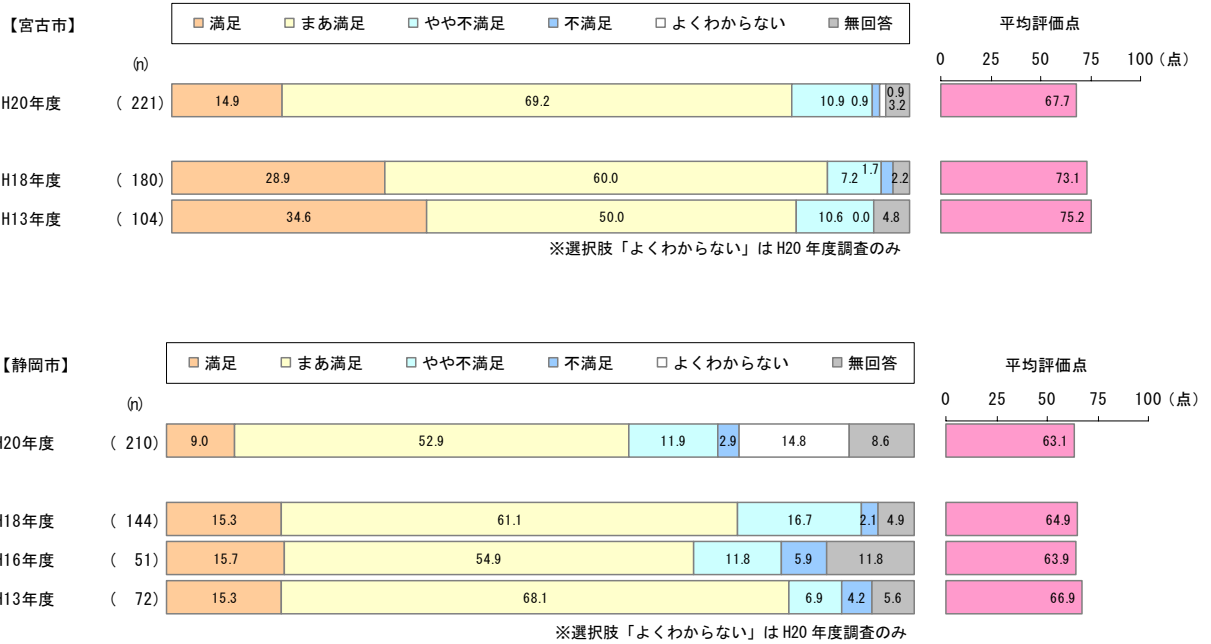 【宮古市】
満足 まあ満足 やや不満足 不満足 よくわからない 無回答
平均評価点
(n)
0 25 50 75 100 (点)
H20年度 ( 221) 14.9 69.2 10.9 0.9 0.9 3.2 67.7
H18年度 ( 180) 28.9 60.0 7.2 1.7 2.2 73.1
H13年度 ( 104) 34.6 50.0 10.6 0.0 4.8 75.2
※選択肢「よくわからない」は H20 年度調査のみ
【静岡市】
満足 まあ満足 やや不満足 不満足 よくわからない 無回答
平均評価点
(n)
0 25 50 75 100 (点)
H20年度 ( 210) 9.0 52.9 11.9 2.9 14.8 8.6 63.1
H18年度 ( 144) 15.3 61.1 16.7 2.1 4.9 64.9
H16年度 ( 51) 15.7 54.9 11.8 5.9 11.8 63.9
H13年度 ( 72) 15.3 68.1 6.9 4.2 5.6 66.9
※選択肢「よくわからない」は H20 年度調査のみ